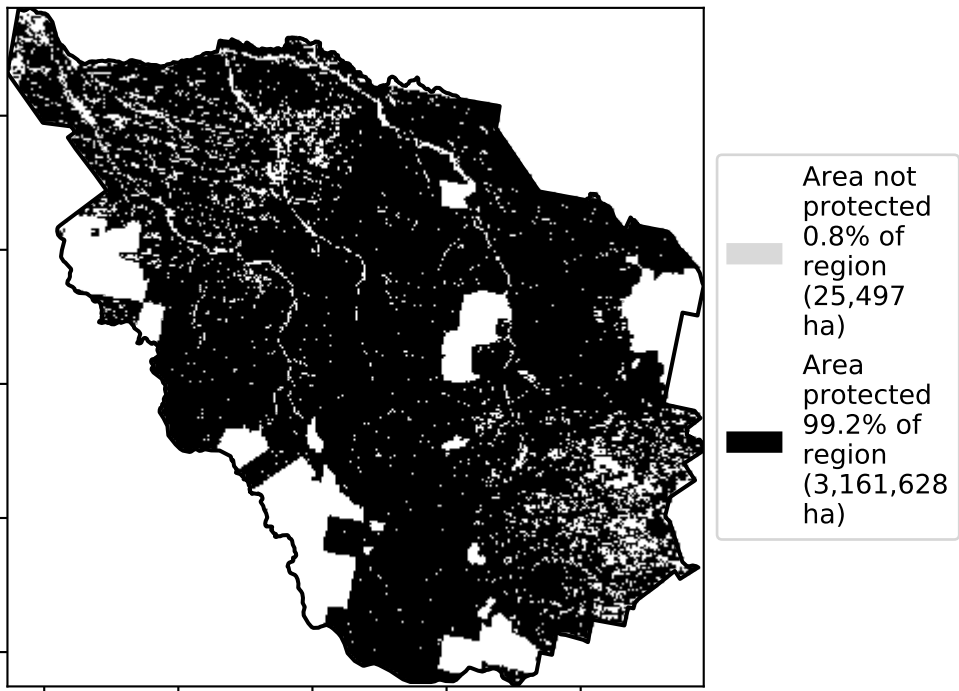 Area not
protected
0.8% of
region
(25,497
ha)
Area
protected
99.2% of
region
(3,161,628
ha)